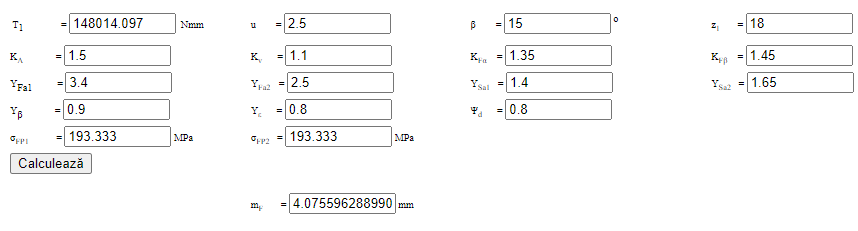 T1 = 148014.097 Nmm u = 2.5 β = 15 o z1 = 18
KA = 1.5 Kv = 1.1 KFα = 1.35 KFβ = 1.45
YFa1 = 3.4 YFa2 = 2.5 YSa1 = 1.4 YSa2 = 1.65
Yβ = 0.9 Yε = 0.8 Ψd = 0.8
σFP1 = 193.333 MPa σFP2 = 193.333 MPa
Calculează
mF = 4.075596288990 mm